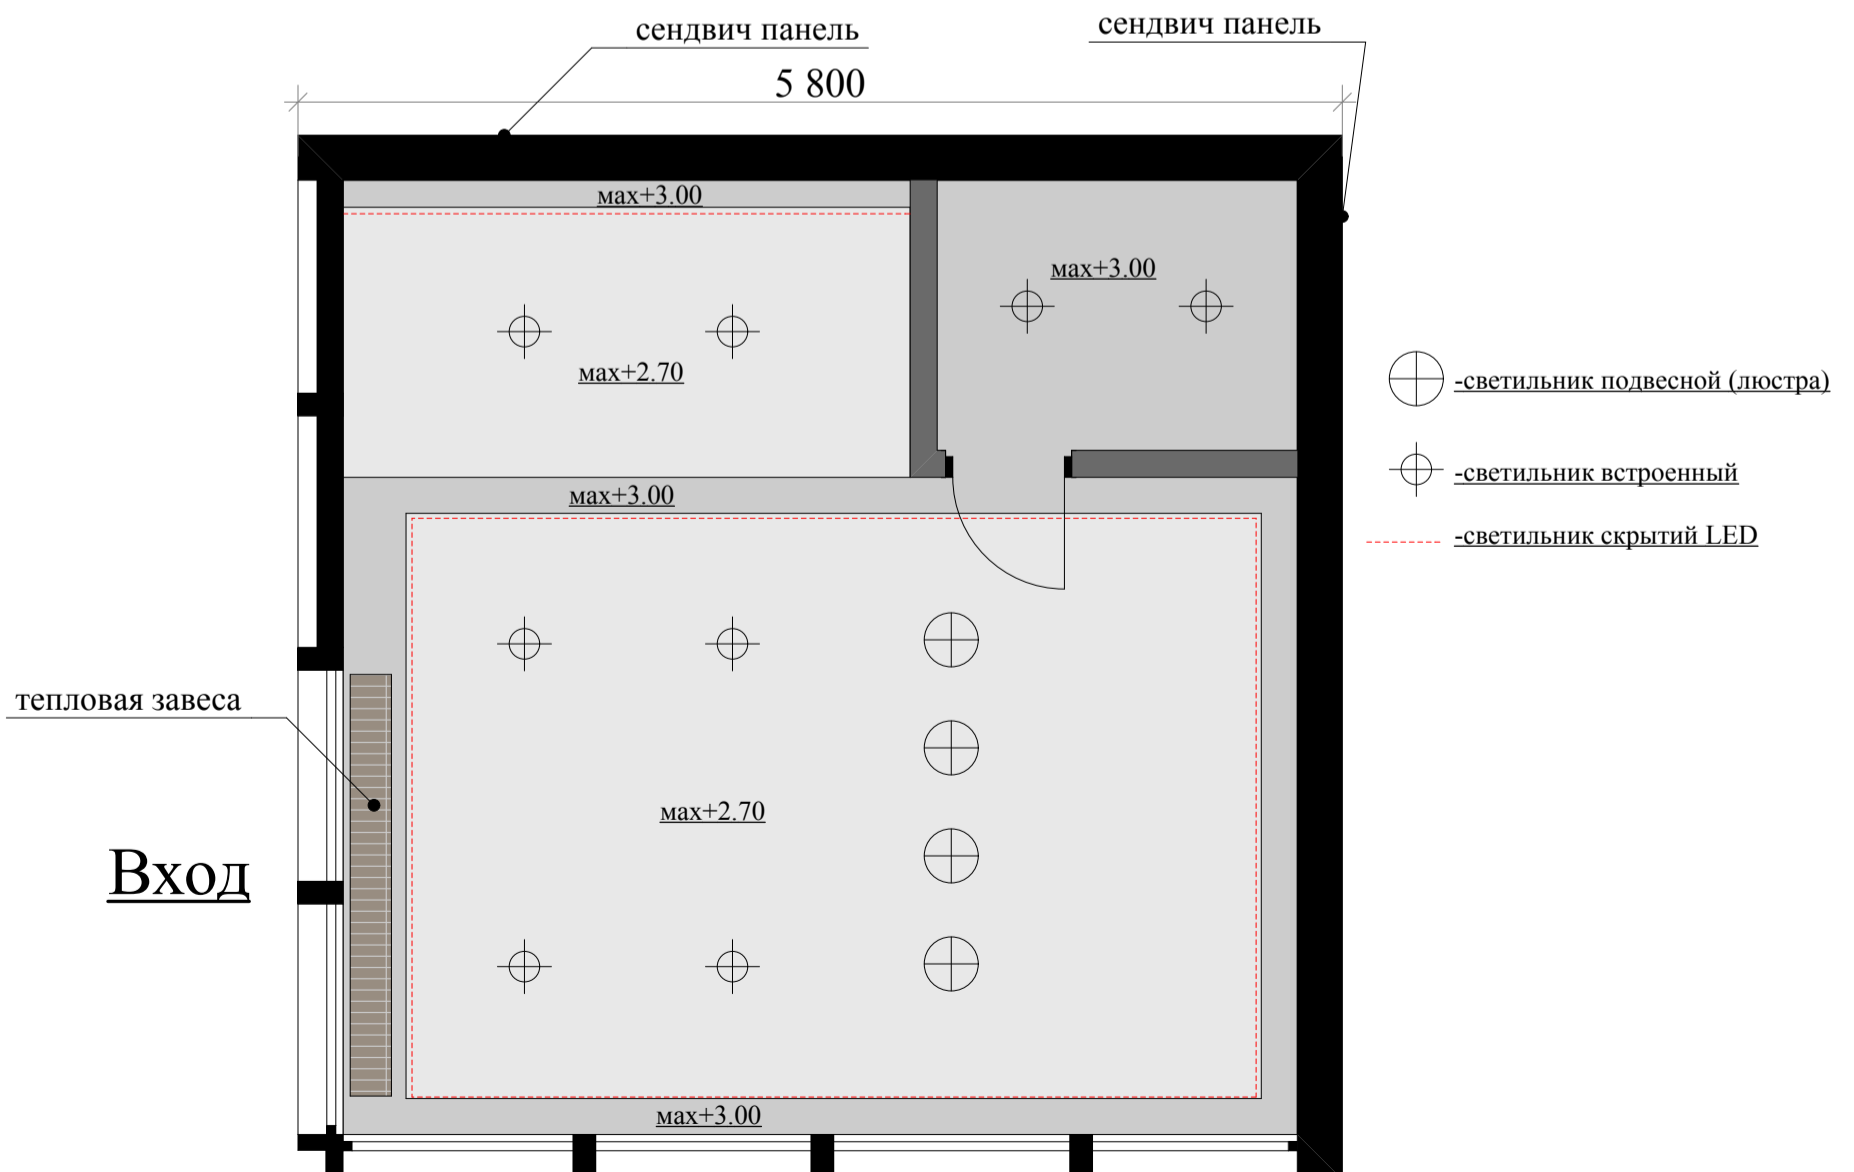 сендвич панель
сендвич панель
5 800
мах+3.00
мах+3.00
мах+2.70
-светильник подвесной (люстра)
-светильник встроенный
мах+3.00
-светильник скрытий LED
тепловая завеса
мах+2.70
Вход
мах+3.00